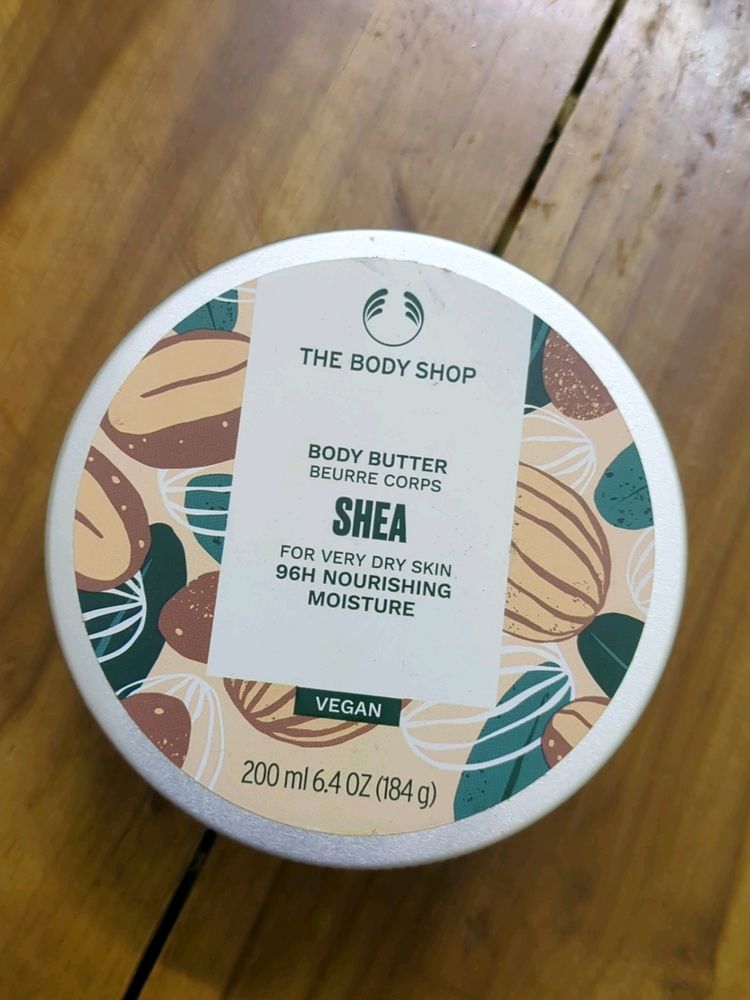 THE BODY SHOP
BODY BUTTER
BEURRE CORPS
SHEA
FOR VERY DRY SKIN
96H NOURISHING
MOISTURE
VEGAN
200 ml 6.4 OZ (184 g)